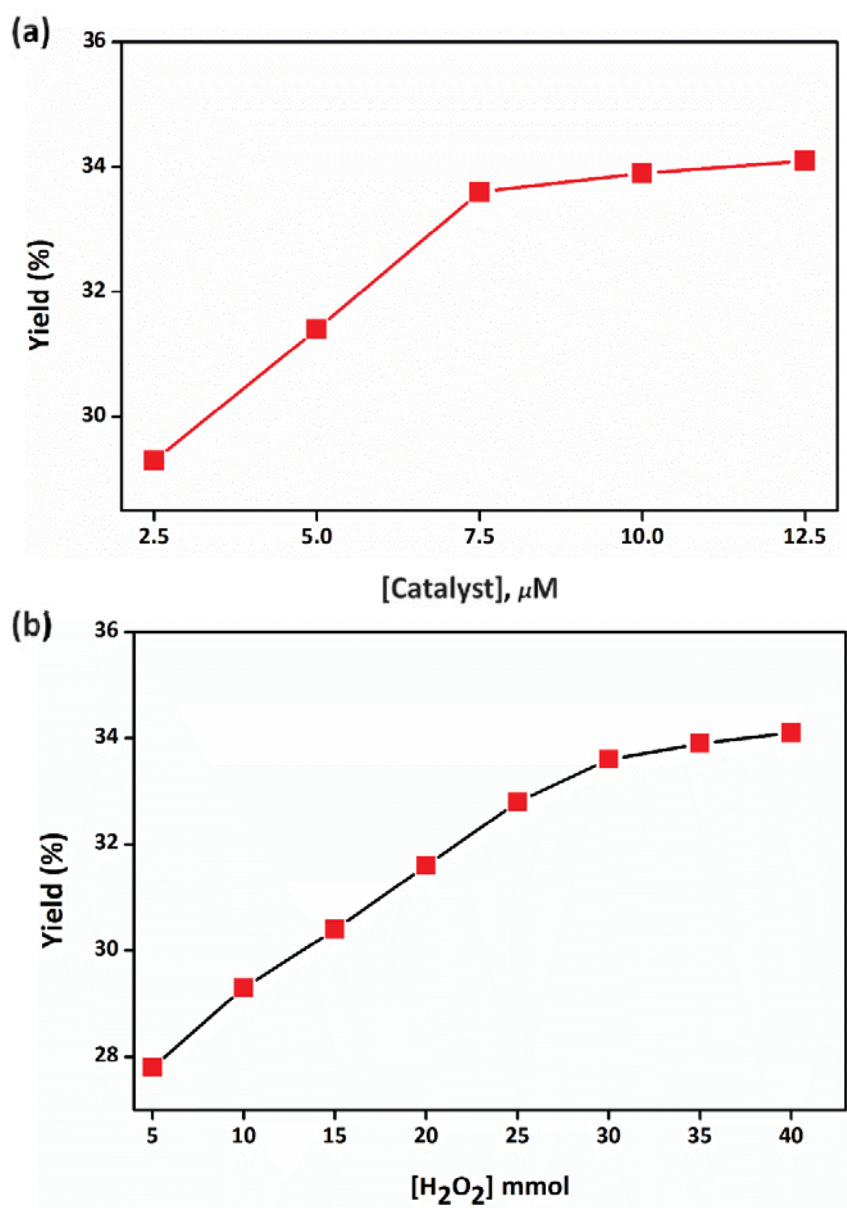 (a)
36
34
32
30
Yield (%)
2.5 5.0 7.5 10.0 12.5
[Catalyst], μM
(b)
36
34
32
30
28
Yield (%)
5 10 15 20 25 30 35 40
[H₂O₂] mmol